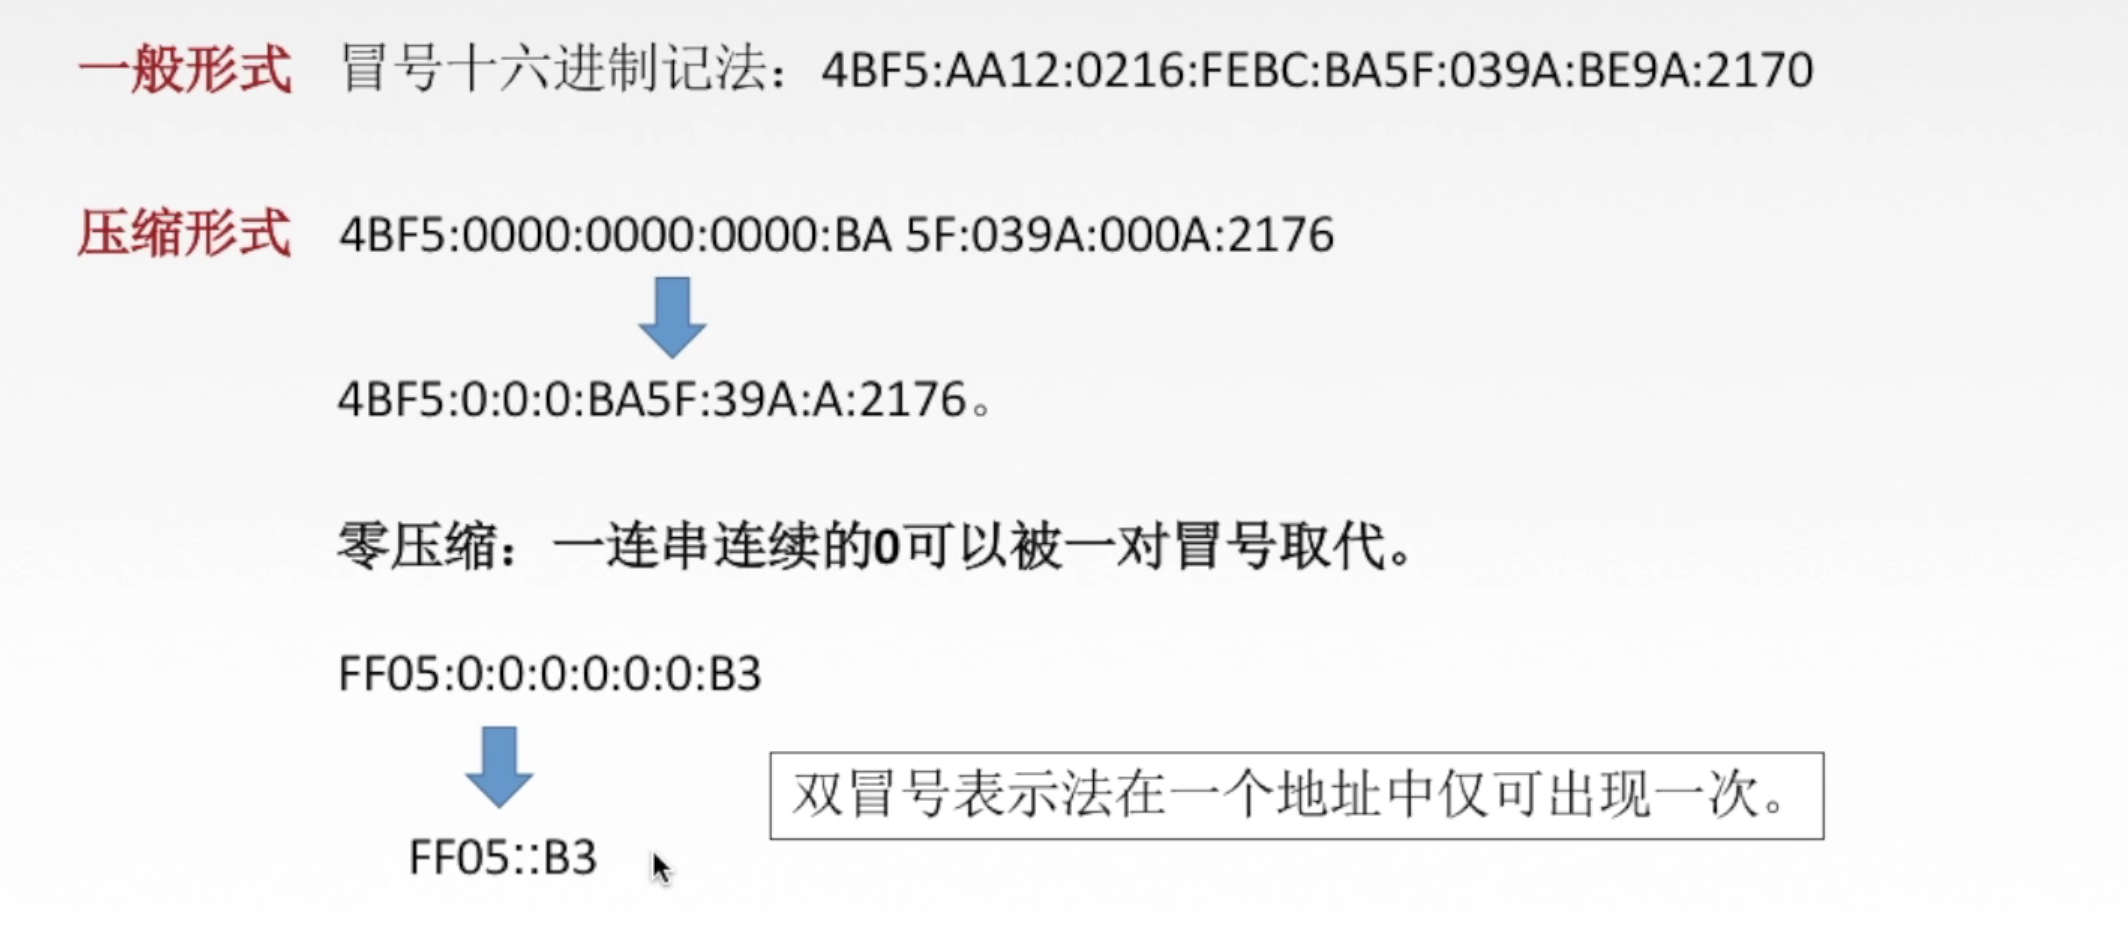 一般形式 冒号十六进制记法：4BF5:AA12:0216:FEBC:BA5F:039A:BE9A:2170
压缩形式 4BF5:0000:0000:0000:BA 5F:039A:000A:2176
4BF5:0:0:0:BA5F:39A:A:2176。
零压缩：一连串连续的0可以被一对冒号取代。
FF05:0:0:0:0:0:0:B3
双冒号表示法在一个地址中仅可出现一次。
FF05::B3